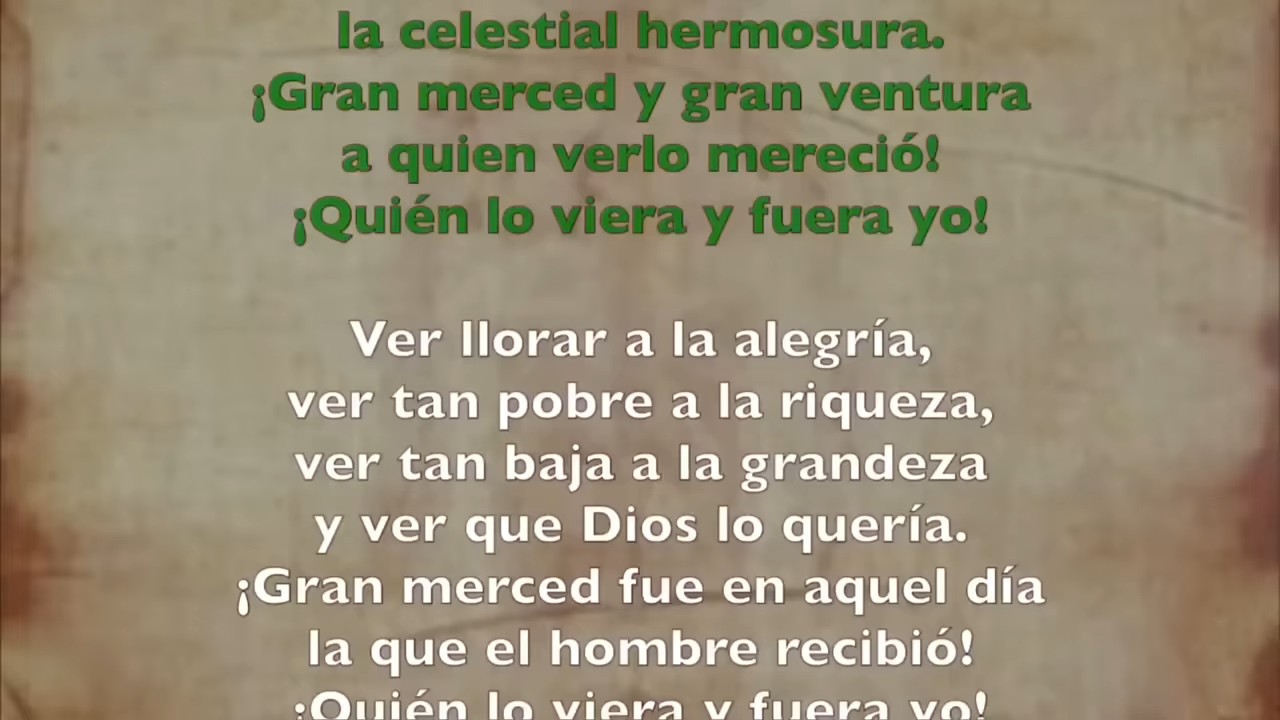 la celestial hermosura.
¡Gran merced y gran ventura
a quien verlo mereció!
¡Quién lo viera y fuera yo!
Ver llorar a la alegría,
ver tan pobre a la riqueza,
ver tan baja a la grandeza
y ver que Dios lo quería.
¡Gran merced fue en aquel día
la que el hombre recibió!
¡Quién lo viera y fuera yo!